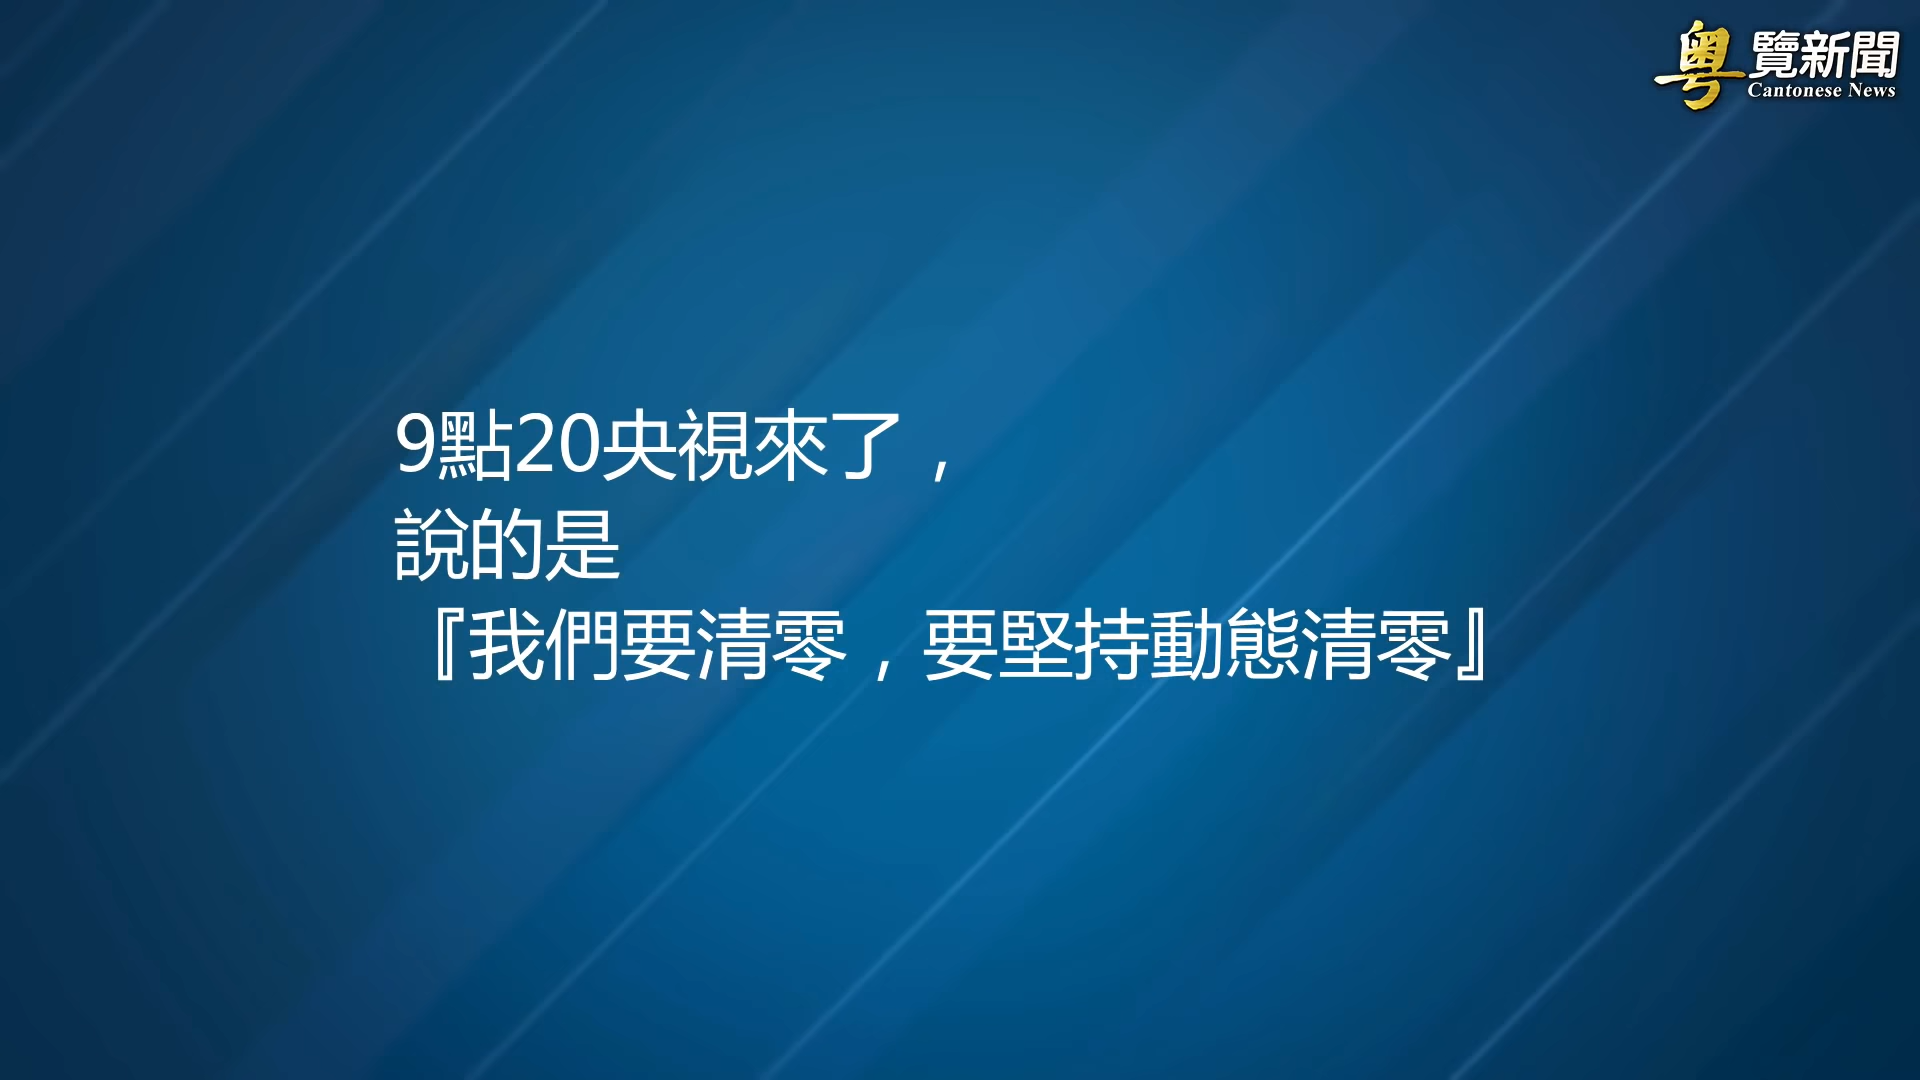 粵覽新聞
Cantonese News
9點20央視來了，
說的是
『我們要清零，要堅持動態清零』